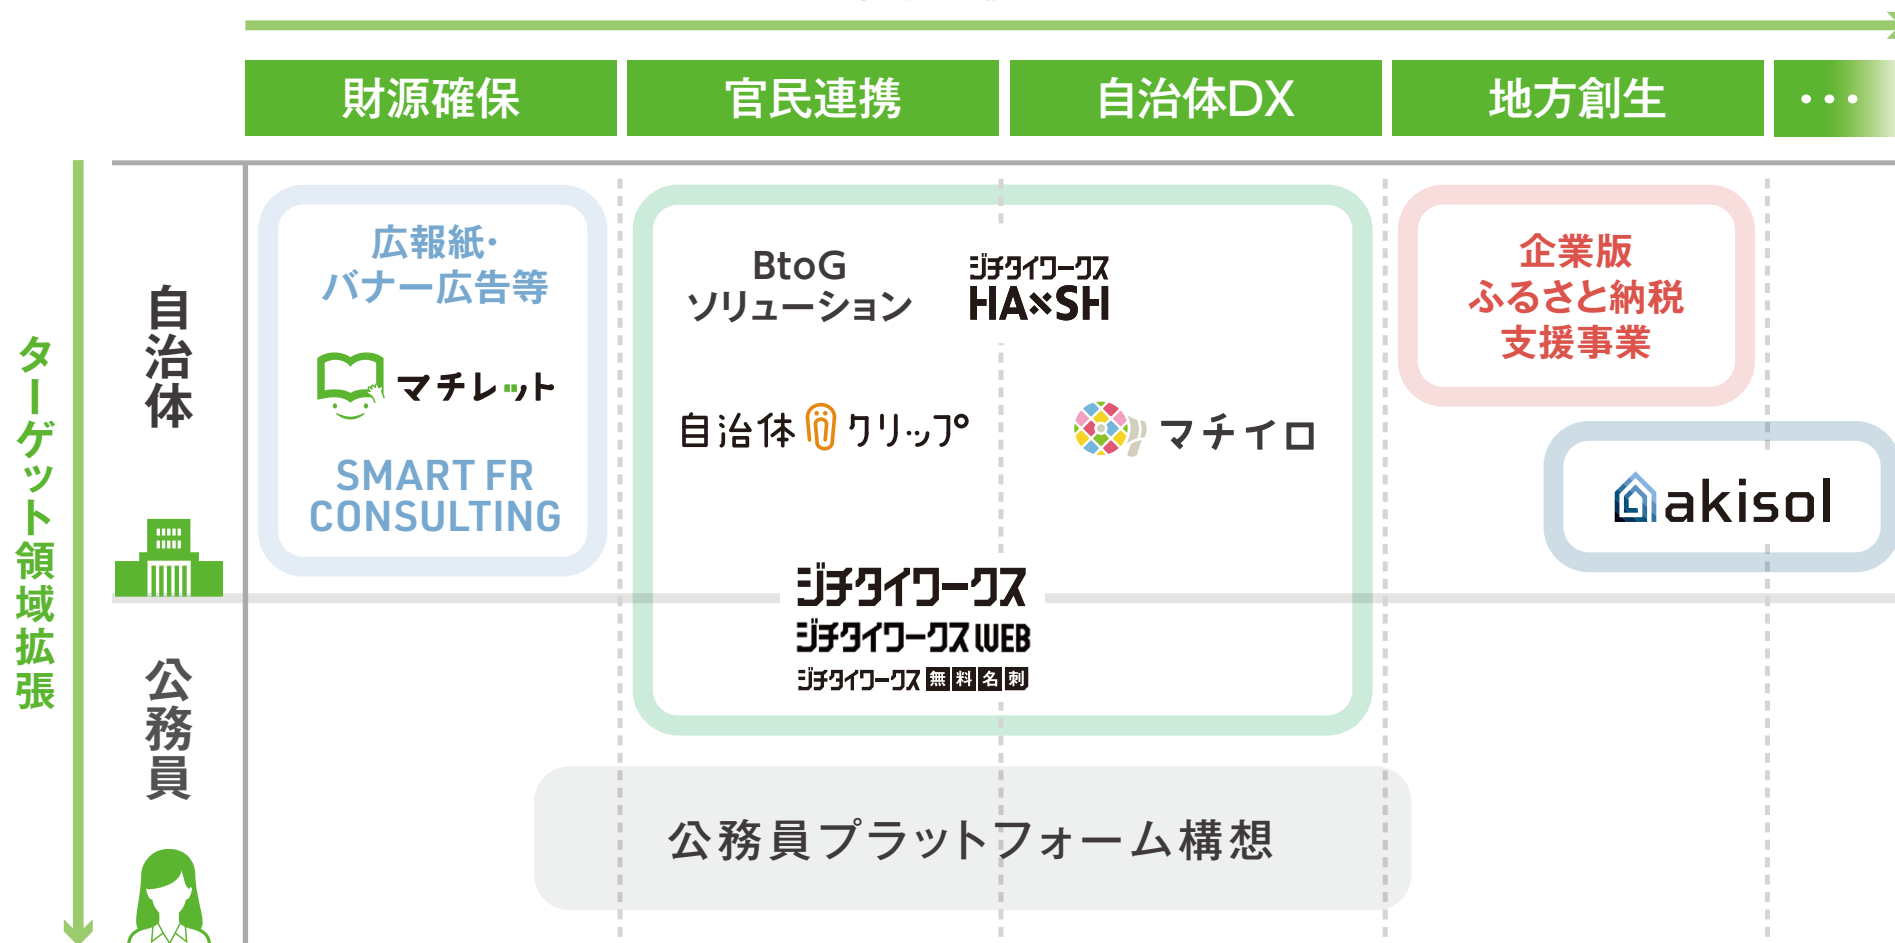 財源確保
官民連携
自治体DX
地方創生
・・・
ターゲット領域拡張
自治体
広報紙・
バナー広告等
マチレット
SMART FR
CONSULTING
BtoG
ソリューション
ジチタイワークス
HA×SH
自治体クリップ
マチイロ
企業版
ふるさと納税
支援事業
akisol
ジチタイワークス
ジチタイワークス WEB
ジチタイワークス 無料名刺
公務員
公務員プラットフォーム構想